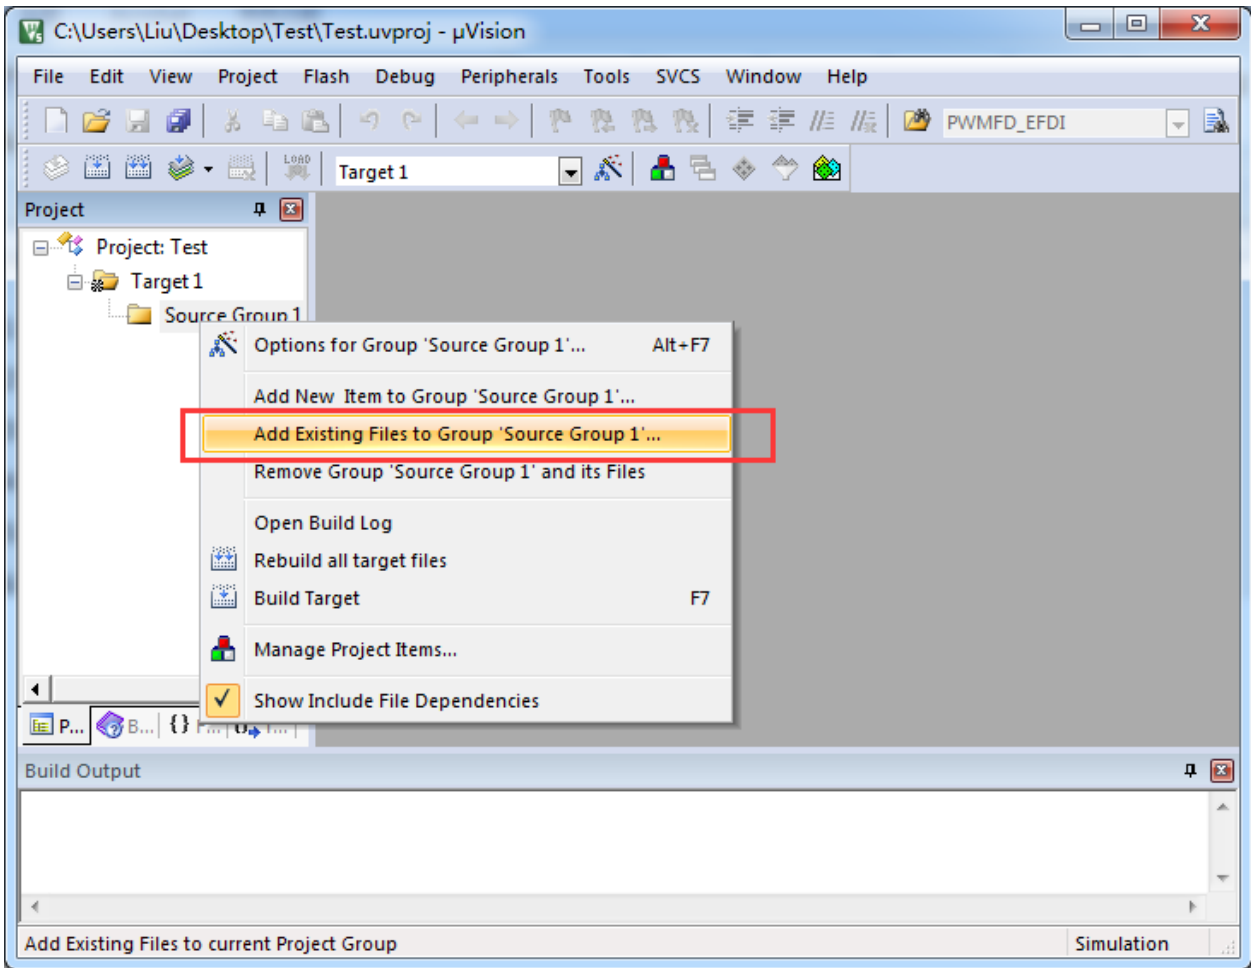 C:\Users\Liu\Desktop\Test\Test.uvproj - µVision
File Edit View Project Flash Debug Peripherals Tools SVCS Window Help
PWMFD_EFDI
LOAD
Target 1
Project
Project: Test
Target 1
Source Group 1
Options for Group 'Source Group 1'... Alt+F7
Add New Item to Group 'Source Group 1'...
Add Existing Files to Group 'Source Group 1'...
Remove Group 'Source Group 1' and its Files
Open Build Log
Rebuild all target files
Build Target F7
Manage Project Items...
Show Include File Dependencies
P... B... {}
Build Output
Add Existing Files to current Project Group Simulation